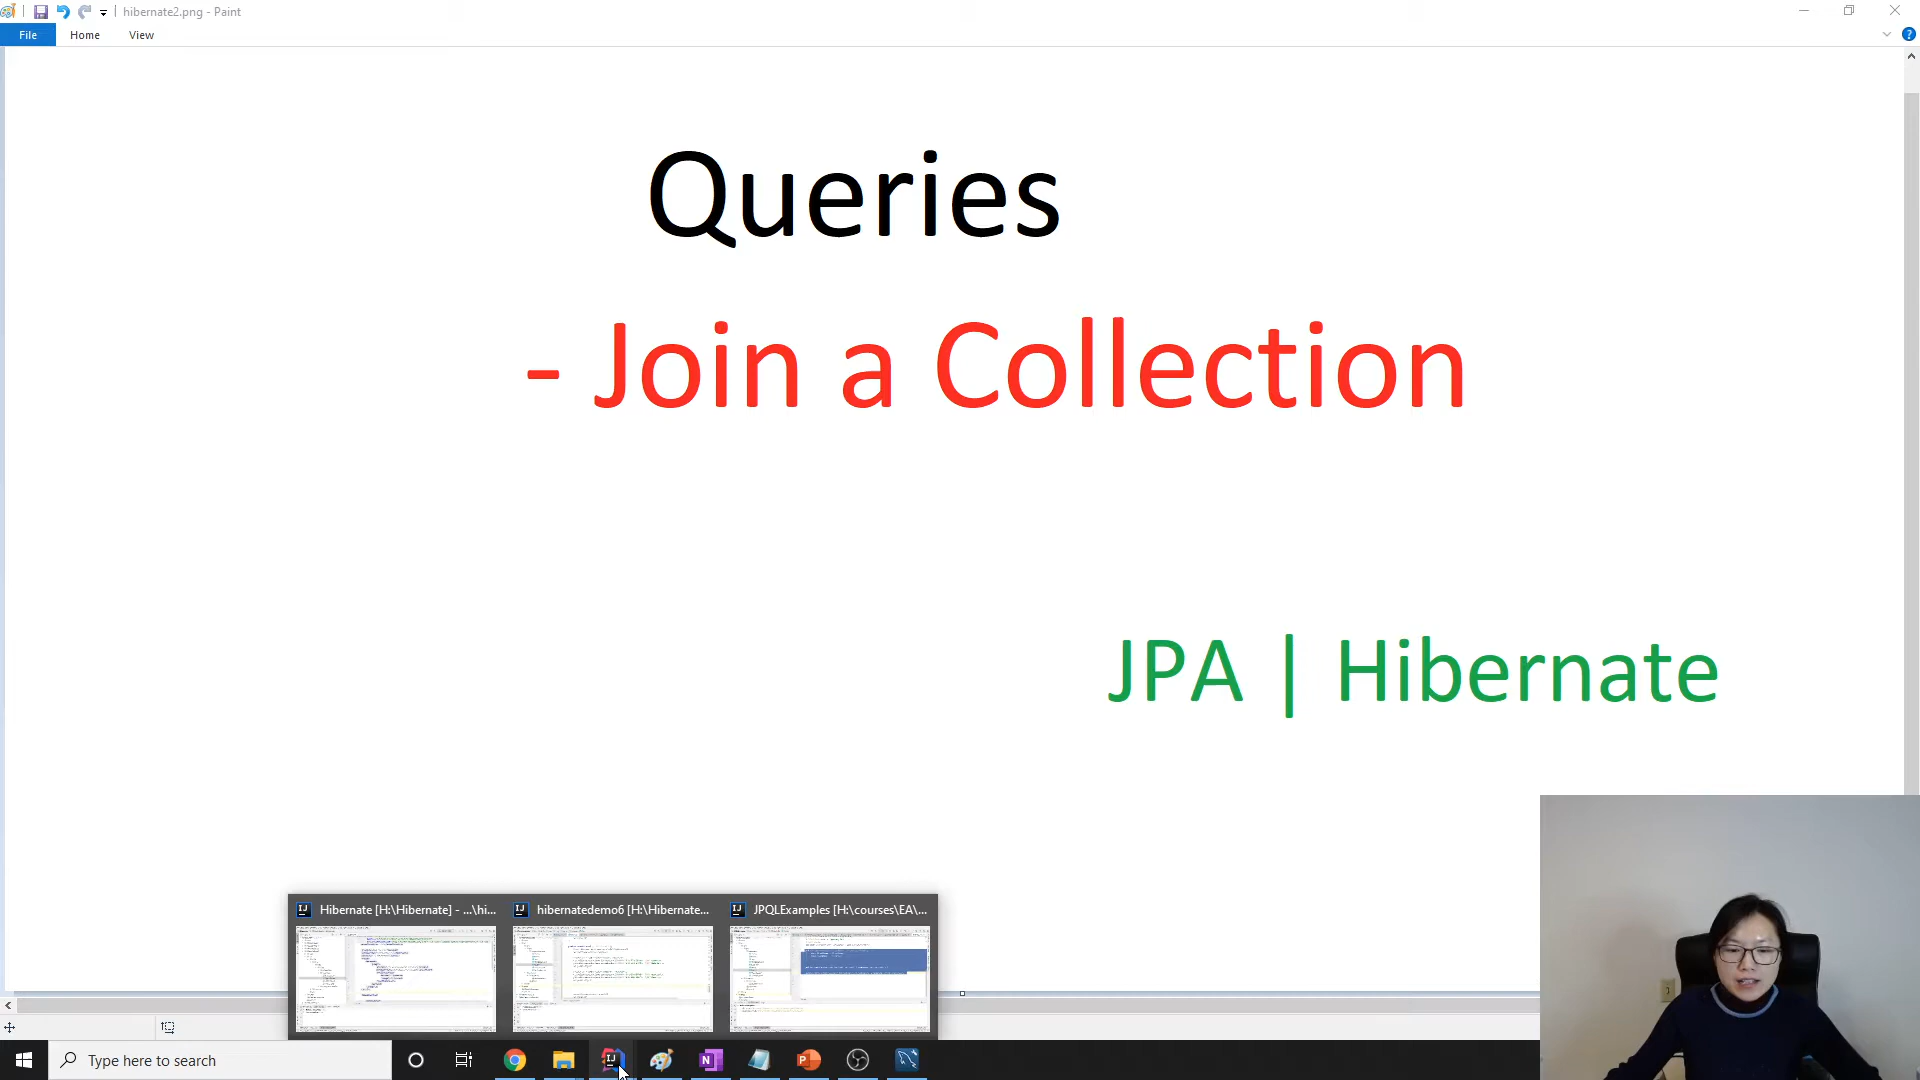 hibernate2.png - Paint
File Home View
Queries
- Join a Collection
JPA | Hibernate
Hibernate [H:\Hibernate] - ...\hi...
hibernatedemo6 [H:\Hibernate...
JPQLExamples [H:\courses\EA\...
Type here to search